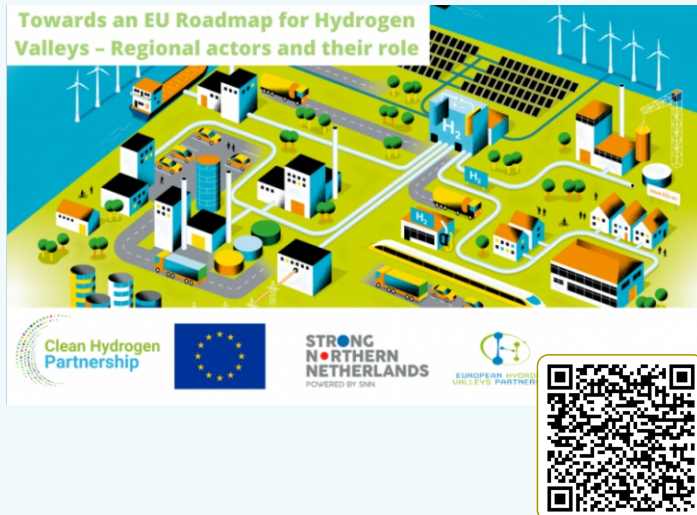 Towards an EU Roadmap for Hydrogen
Valleys – Regional actors and their role
H2
H2
H2
Clean Hydrogen
Partnership
STRONG
NORTHERN
NETHERLANDS
POWERED BY SNN
EUROPEAN HYDRO
VALLEYS PARTNER